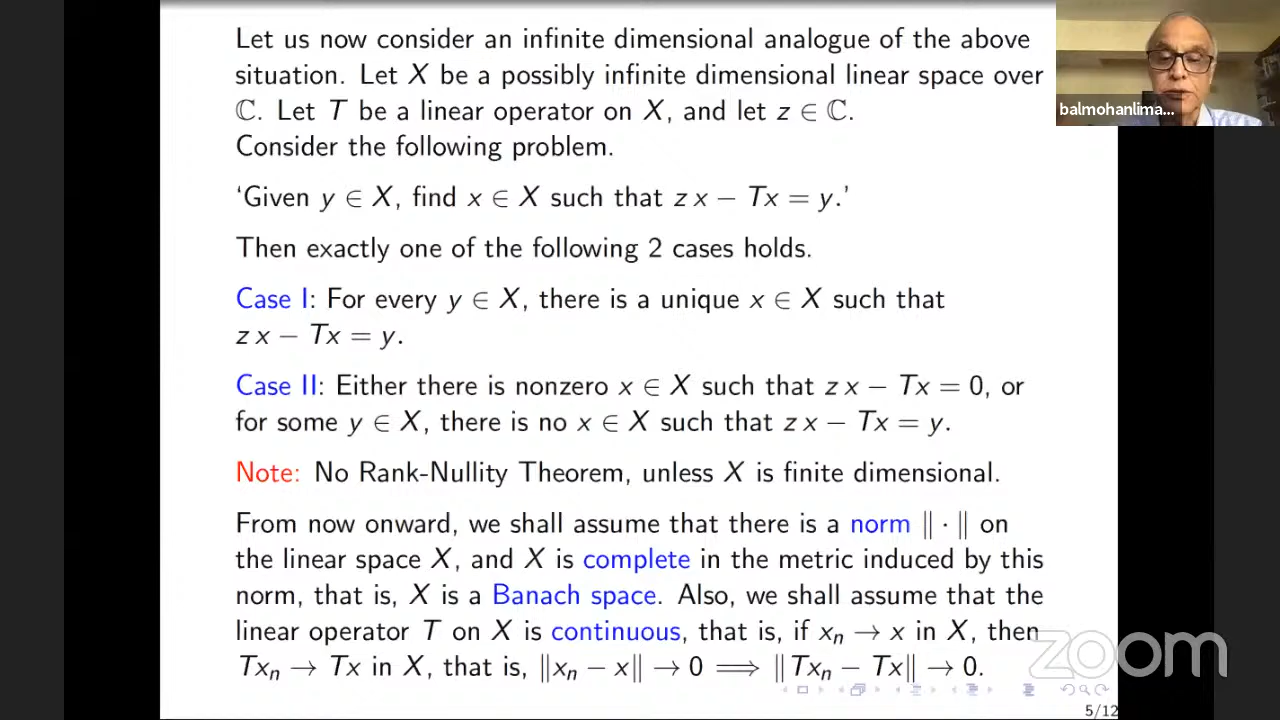 Let us now consider an infinite dimensional analogue of the above
situation. Let X be a possibly infinite dimensional linear space over
ℂ. Let T be a linear operator on X, and let z ∈ ℂ.
Consider the following problem.
‘Given y ∈ X, find x ∈ X such that z x − Tx = y.’
Then exactly one of the following 2 cases holds.
Case I: For every y ∈ X, there is a unique x ∈ X such that
z x − Tx = y.
Case II: Either there is nonzero x ∈ X such that z x − Tx = 0, or
for some y ∈ X, there is no x ∈ X such that z x − Tx = y.
Note: No Rank-Nullity Theorem, unless X is finite dimensional.
From now onward, we shall assume that there is a norm ‖ · ‖ on
the linear space X, and X is complete in the metric induced by this
norm, that is, X is a Banach space. Also, we shall assume that the
linear operator T on X is continuous, that is, if xₙ → x in X, then
Txₙ → Tx in X, that is, ‖xₙ − x‖ → 0 ⟹ ‖Txₙ − Tx‖ → 0.
5/12
balmohanlima...
zoom